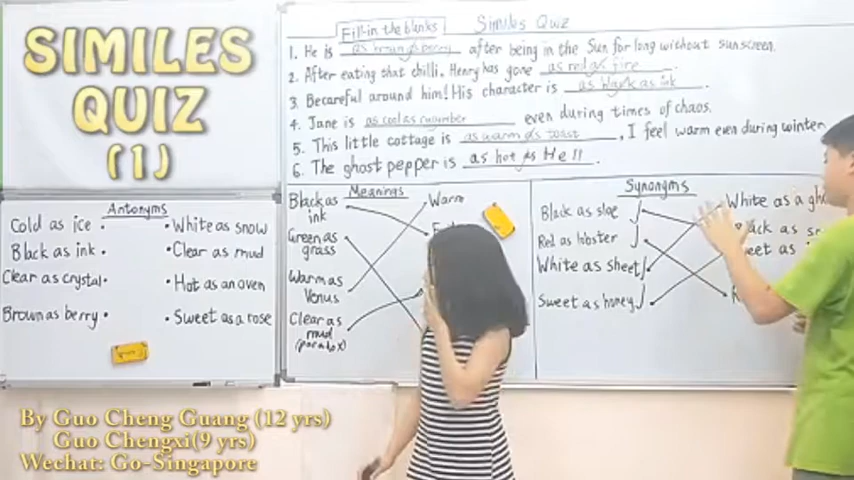 SIMILES
QUIZ
(1)
Fill-in the blanks
Similes Quiz
1. He is as brown as berry after being in the Sun for long without sunscreen.
2. After eating that chilli, Henry has gone as red as fire.
3. Becareful around him! His character is as black as ink.
4. Jane is as cool as cucumber even during times of chaos.
5. This little cottage is as warm as toast, I feel warm even during winter
6. The ghost pepper is as hot as Hell.
Antonyms
Cold as ice
Black as ink
Clear as crystal
Brown as berry
White as snow
Clear as mud
Hot as an oven
Sweet as a rose
Meanings
Black as
ink
Green as
grass
Warm as
Venus
Clear as
mud
(paradox)
Warm
Synonyms
Black as sloe
Red as lobster
White as sheet
Sweet as honey
White as a gh
ack as s
eet as
By Guo Cheng Guang (12 yrs)
Guo Chengxi(9 yrs)
Wechat: Go-Singapore